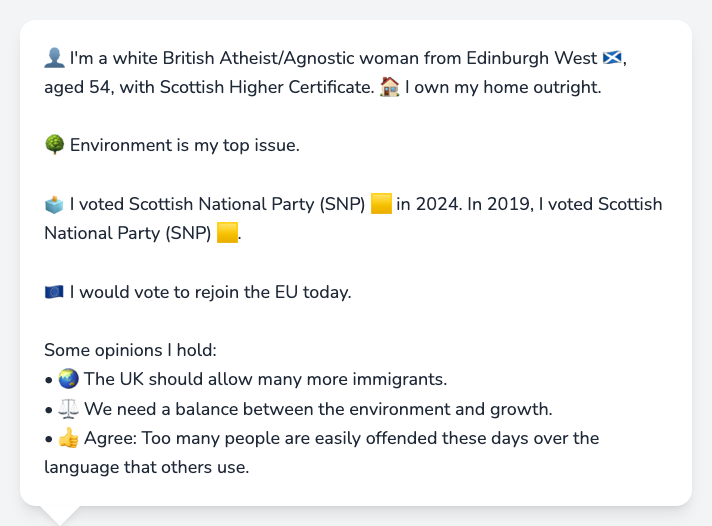 👤 I'm a white British Atheist/Agnostic woman from Edinburgh West 🏴󠁧󠁢󠁳󠁣󠁴󠁿,
aged 54, with Scottish Higher Certificate. 🏠 I own my home outright.
🌳 Environment is my top issue.
🗳️ I voted Scottish National Party (SNP) 🟨 in 2024. In 2019, I voted Scottish
National Party (SNP) 🟨.
🇪🇺 I would vote to rejoin the EU today.
Some opinions I hold:
• 🌏 The UK should allow many more immigrants.
• ⚖️ We need a balance between the environment and growth.
• 👍 Agree: Too many people are easily offended these days over the
language that others use.